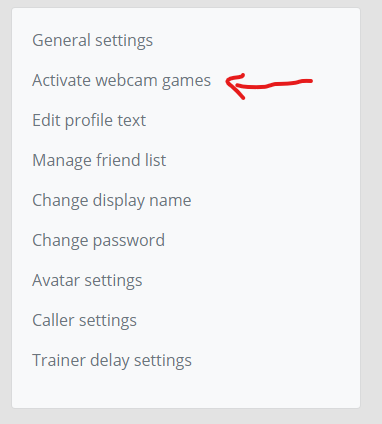 General settings
Activate webcam games
Edit profile text
Manage friend list
Change display name
Change password
Avatar settings
Caller settings
Trainer delay settings